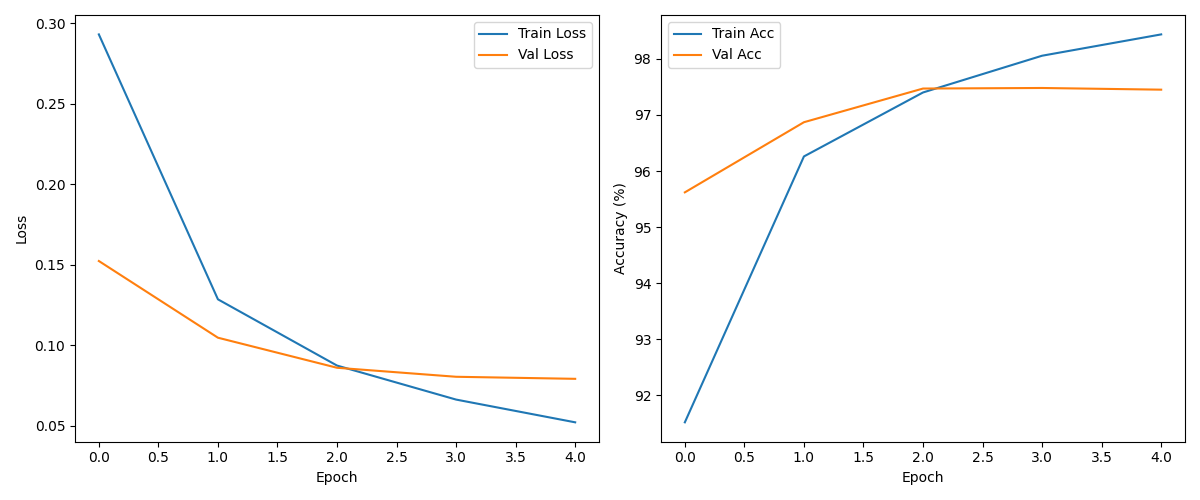 0.30
0.25
0.20
0.15
0.10
0.05
Loss
0.0 0.5 1.0 1.5 2.0 2.5 3.0 3.5 4.0
Epoch
Train Loss
Val Loss
98
97
96
95
94
93
92
Accuracy (%)
0.0 0.5 1.0 1.5 2.0 2.5 3.0 3.5 4.0
Epoch
Train Acc
Val Acc